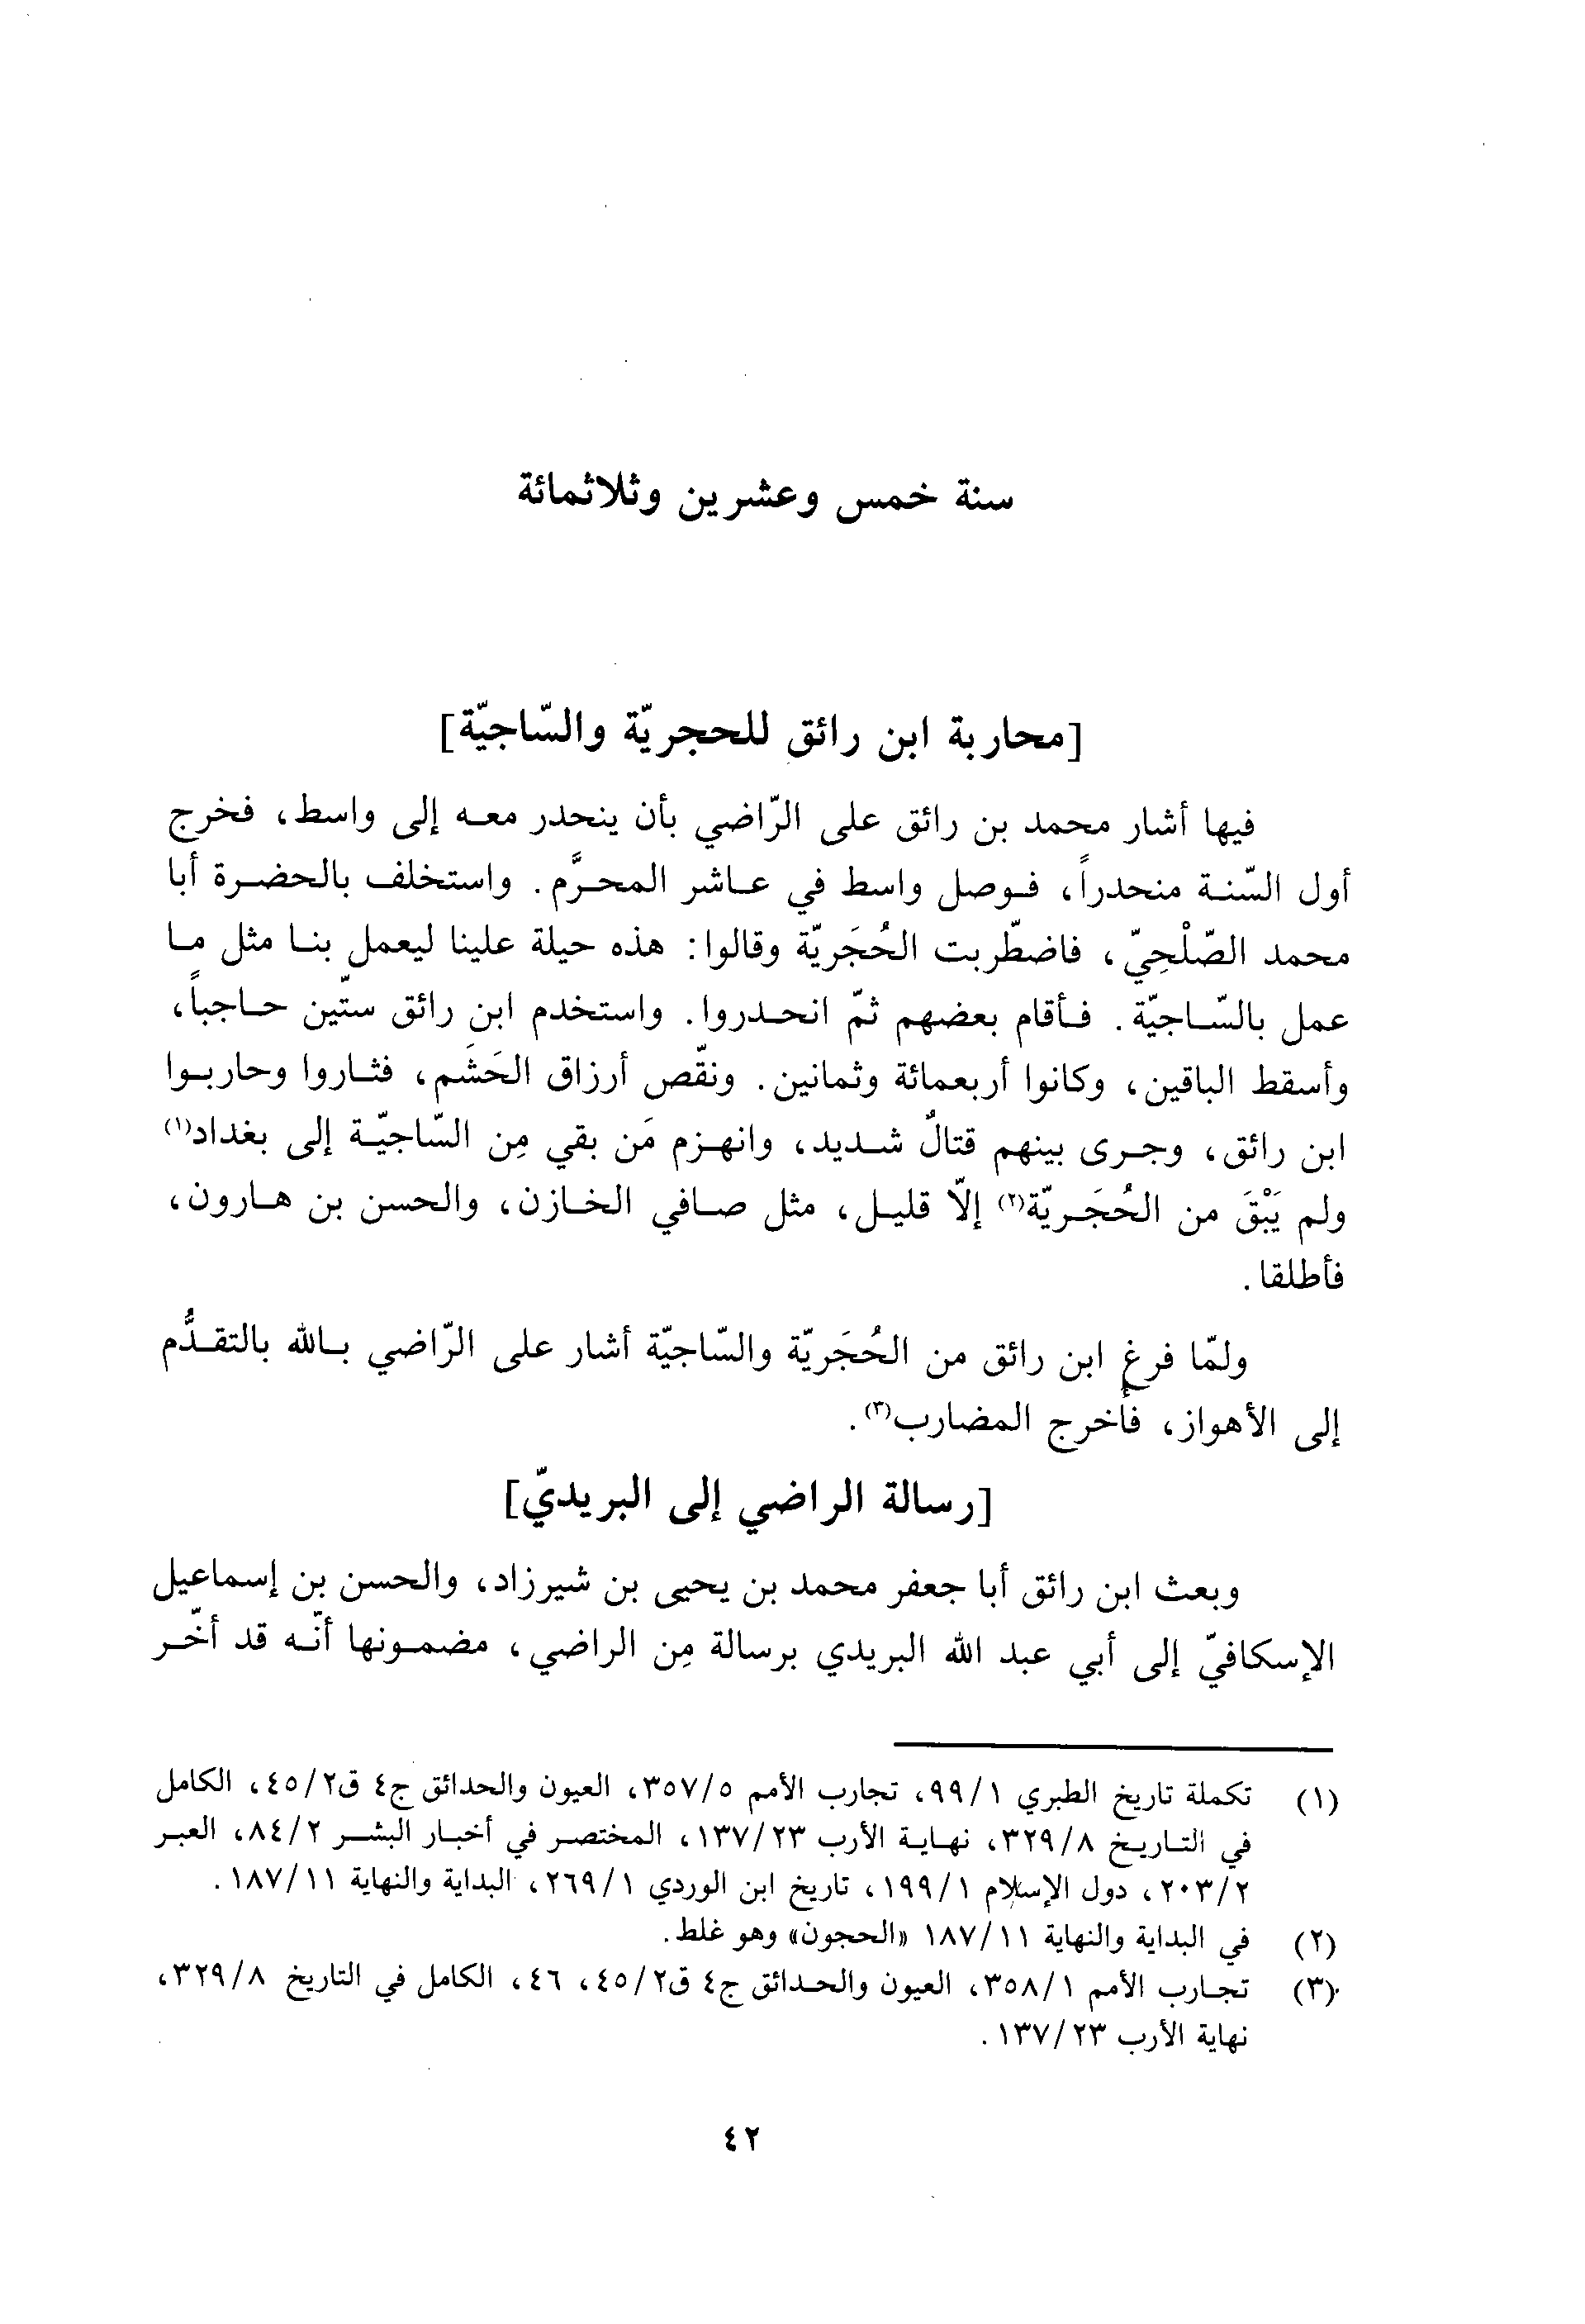 سنة خمس وعشرين وثلاثمائة
[محاربة ابن رائق للحجريّة والسّاجيّة]
فيها أشار محمد بن رائق على الرّاضي بأن ينحدر معه إلى واسط، فخرج
أول السّنة منحدراً، فوصل واسط في عاشر المحرَّم. واستخلف بالحضرة أبا
محمد الصّلْحِيّ، فاضطّربت الحُجَريّة وقالوا: هذه حيلة علينا ليعمل بنا مثل ما
عمل بالسّاجيّة. فأقام بعضهم ثمّ انحدروا. واستخدم ابن رائق ستّين حاجباً،
وأسقط الباقين، وكانوا أربعمائة وثمانين. ونقّص أرزاق الحَشَم، فثاروا وحاربوا
ابن رائق، وجرى بينهم قتالٌ شديد، وانهزم مَن بقي مِن السّاجيّة إلى بغداد(١)
ولم يَبْقَ من الحُجَريّة(٢) إلّا قليل، مثل صافي الخازن، والحسن بن هارون،
فأطلقا.
ولمّا فرغ ابن رائق من الحُجَريّة والسّاجيّة أشار على الرّاضي بالله بالتقدُّم
إلى الأهواز، فأخرج المضارب(٣).
[رسالة الراضي إلى البريديّ]
وبعث ابن رائق أبا جعفر محمد بن يحيى بن شيرزاد، والحسن بن إسماعيل
الإسكافيّ إلى أبي عبد الله البريدي برسالة مِن الراضي، مضمونها أنّه قد أخّر
(١) تكملة تاريخ الطبري ١/ ٩٩، تجارب الأمم ٥/ ٣٥٧، العيون والحدائق ج٤ ق٢/ ٤٥، الكامل
في التاريخ ٨/ ٣٢٩، نهاية الأرب ٢٣/ ١٣٧، المختصر في أخبار البشر ٢/ ٨٤، العبر
٢/ ٢٠٣، دول الإسلام ١/ ١٩٩، تاريخ ابن الوردي ١/ ٢٦٩، البداية والنهاية ١١/ ١٨٧.
(٢) في البداية والنهاية ١١/ ١٨٧ «الحجون» وهو غلط.
(٣) تجارب الأمم ١/ ٣٥٨، العيون والحدائق ج٤ ق٢/ ٤٥، ٤٦، الكامل في التاريخ ٨/ ٣٢٩،
نهاية الأرب ٢٣/ ١٣٧.
٤٢